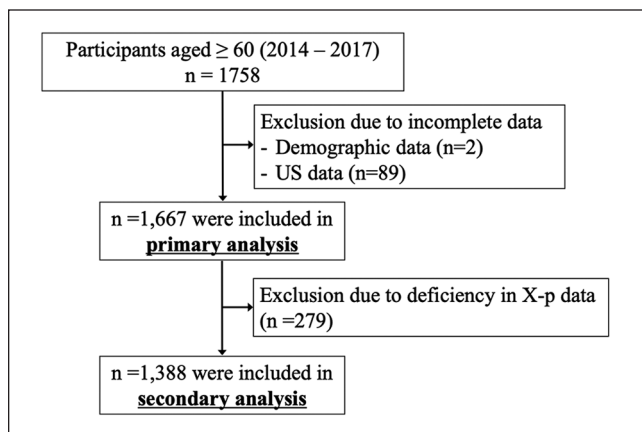 Participants aged ≥ 60 (2014 – 2017)
n = 1758
Exclusion due to incomplete data
- Demographic data (n=2)
- US data (n=89)
n =1,667 were included in
primary analysis
Exclusion due to deficiency in X-p data
(n =279)
n =1,388 were included in
secondary analysis